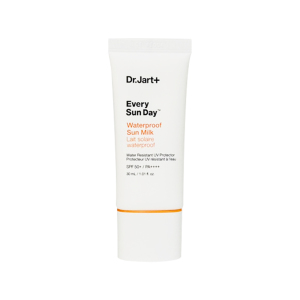 Dr.Jart+
Every
Sun Day™
Waterproof
Sun Milk
Lait solaire
waterproof
Water Resistant UV Protector
Protecteur UV résistant à l'eau
SPF 50+ / PA++++
30 mL / 1.01 fl oz